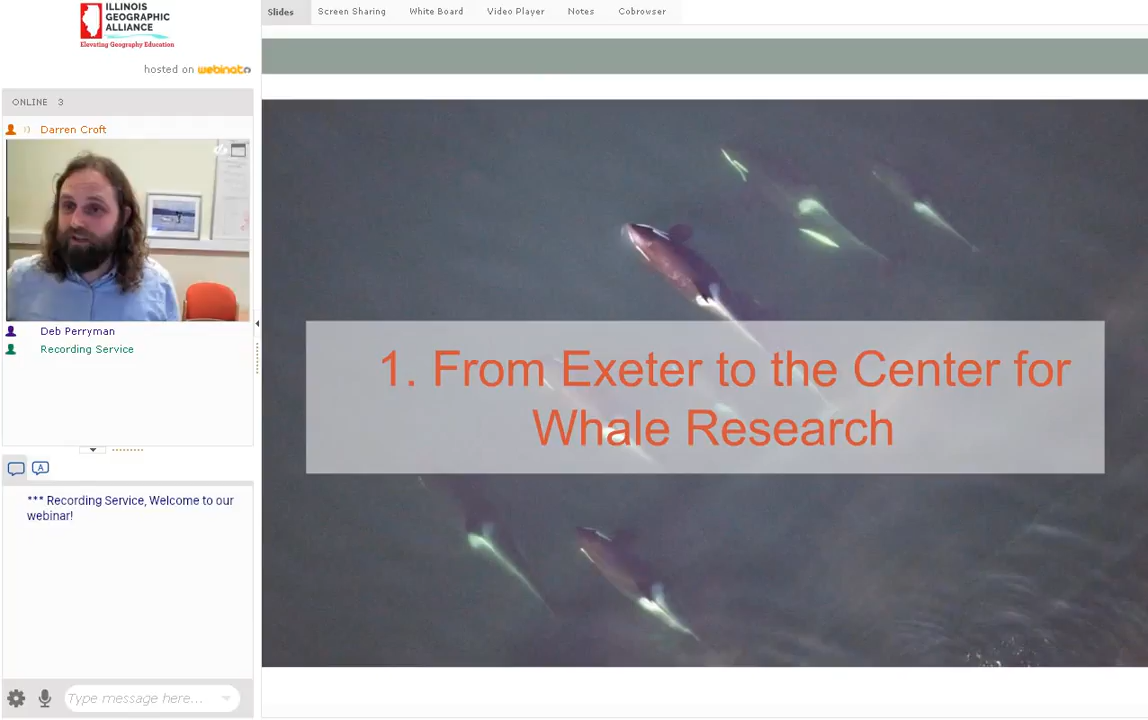 ILLINOIS
GEOGRAPHIC
ALLIANCE
Elevating Geography Education
hosted on webinato
ONLINE 3
Darren Croft
Deb Perryman
Recording Service
A
*** Recording Service, Welcome to our
webinar!
Type message here...
Slides Screen Sharing White Board Video Player Notes Cobrowser
1. From Exeter to the Center for
Whale Research